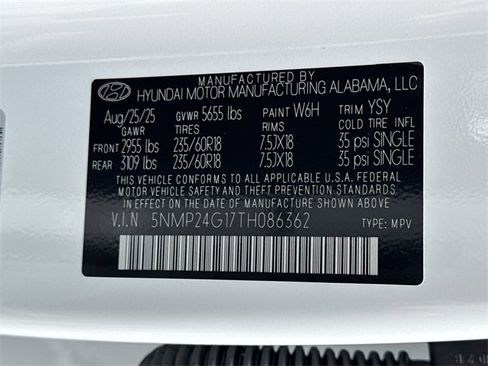 MANUFACTURED BY
HYUNDAI MOTOR MANUFACTURING ALABAMA, LLC
Aug/25/25 GVWR 5655 lbs PAINT W6H TRIM YSY
GAWR TIRES RIMS COLD TIRE INFL
FRONT 2955 lbs 235/60R18 7.5JX18 35 psi SINGLE
REAR 3109 lbs 235/60R18 7.5JX18 35 psi SINGLE
THIS VEHICLE CONFORMS TO ALL APPLICABLE U.S.A. FEDERAL
MOTOR VEHICLE SAFETY AND THEFT PREVENTION STANDARDS
IN EFFECT ON THE DATE OF MANUFACTURE SHOWN ABOVE.
V.I.N 5NMP24G17TH086362 TYPE: MPV